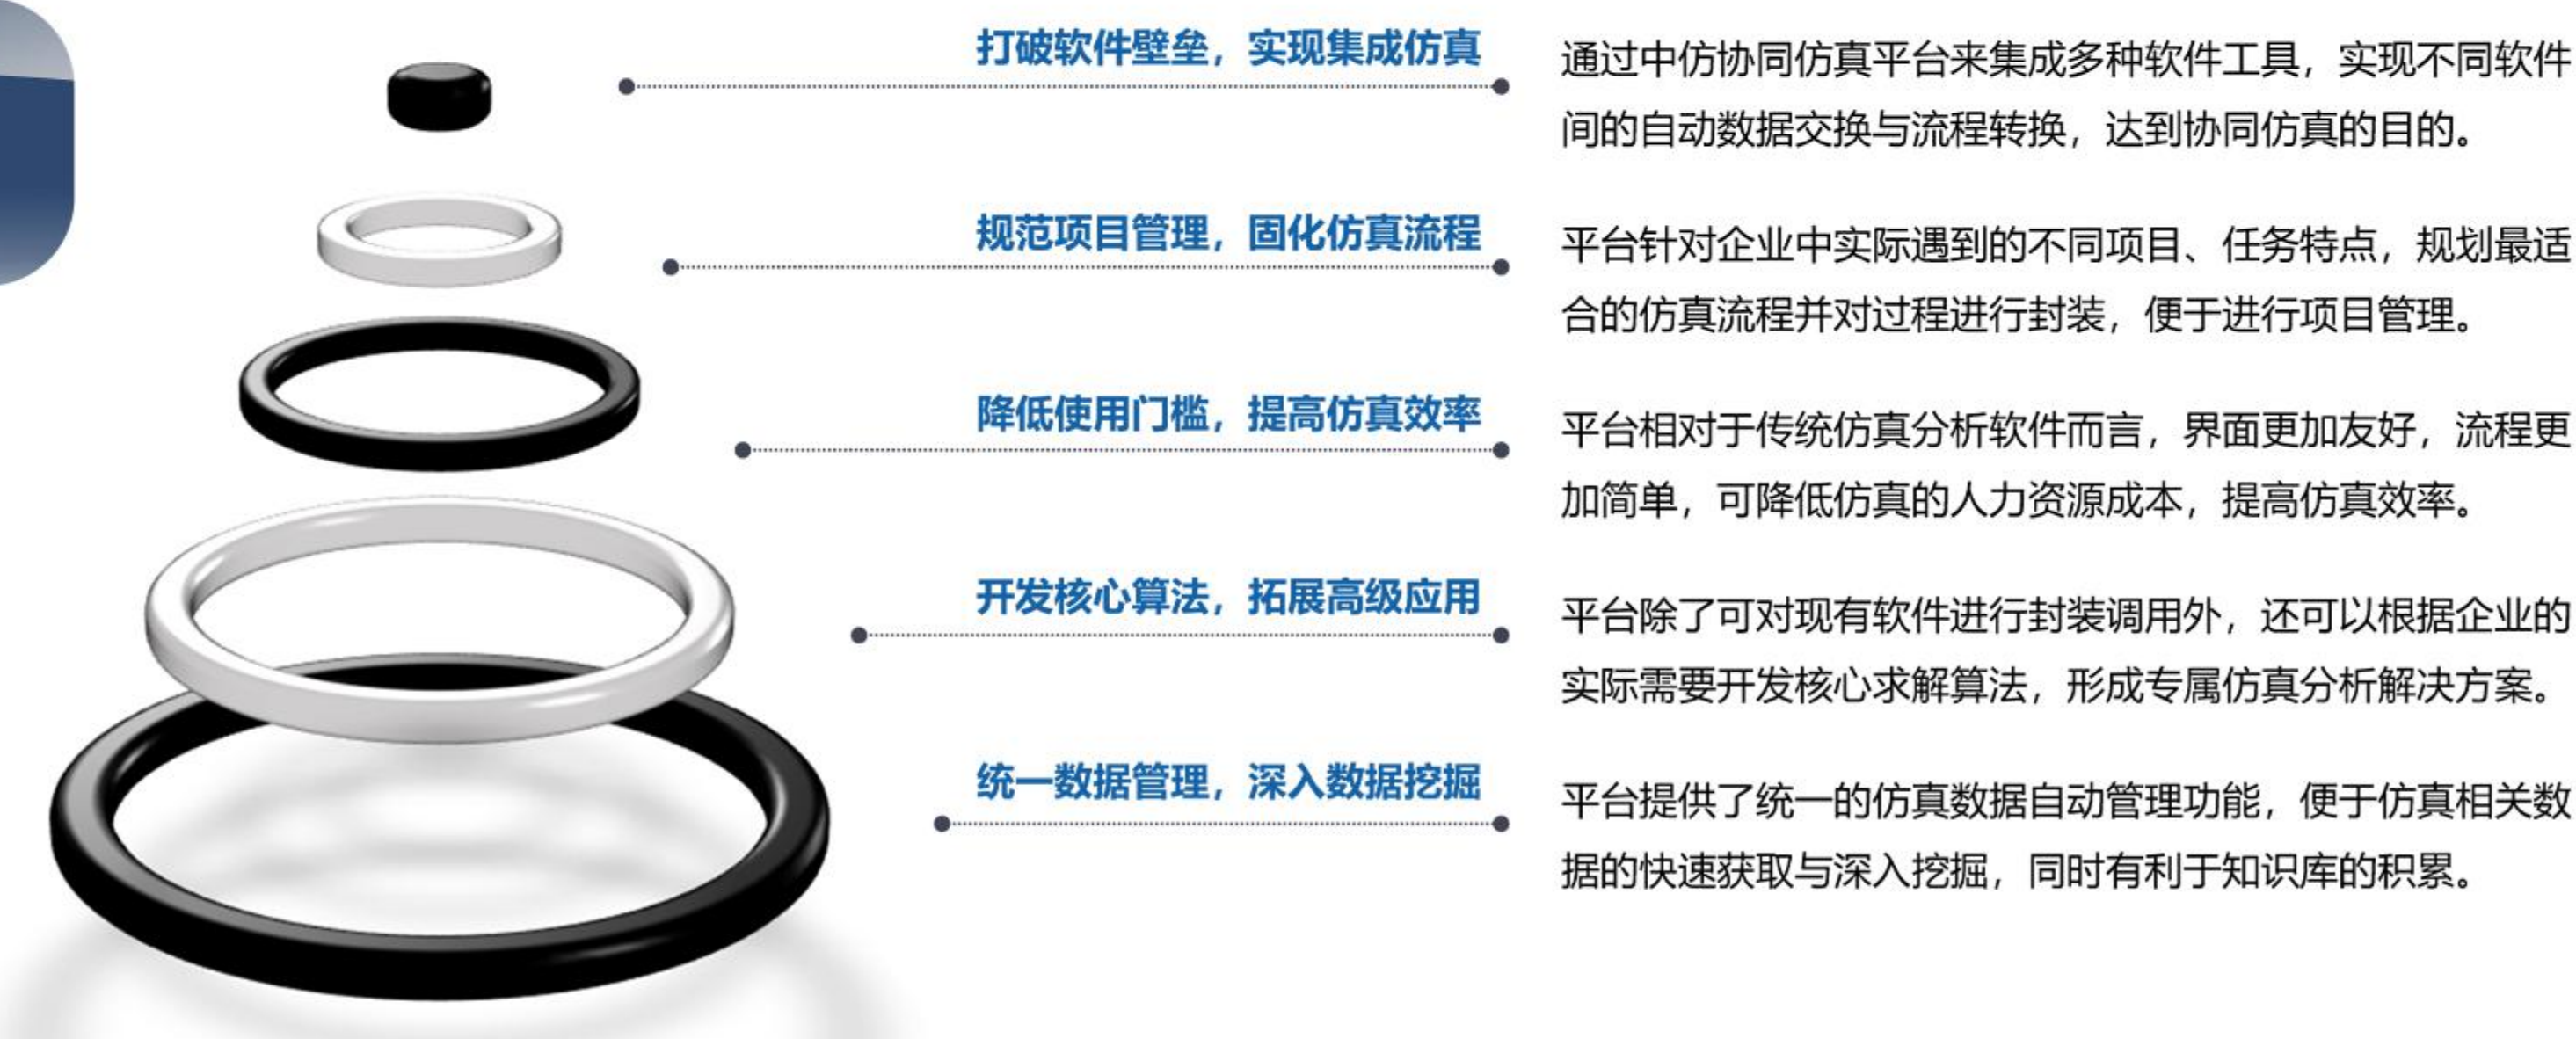 打破软件壁垒，实现集成仿真
通过中仿协同仿真平台来集成多种软件工具，实现不同软件
间的自动数据交换与流程转换，达到协同仿真的目的。
规范项目管理，固化仿真流程
平台针对企业中实际遇到的不同项目、任务特点，规划最适
合的仿真流程并对过程进行封装，便于进行项目管理。
降低使用门槛，提高仿真效率
平台相对于传统仿真分析软件而言，界面更加友好，流程更
加简单，可降低仿真的人力资源成本，提高仿真效率。
开发核心算法，拓展高级应用
平台除了可对现有软件进行封装调用外，还可以根据企业的
实际需要开发核心求解算法，形成专属仿真分析解决方案。
统一数据管理，深入数据挖掘
平台提供了统一的仿真数据自动管理功能，便于仿真相关数
据的快速获取与深入挖掘，同时有利于知识库的积累。